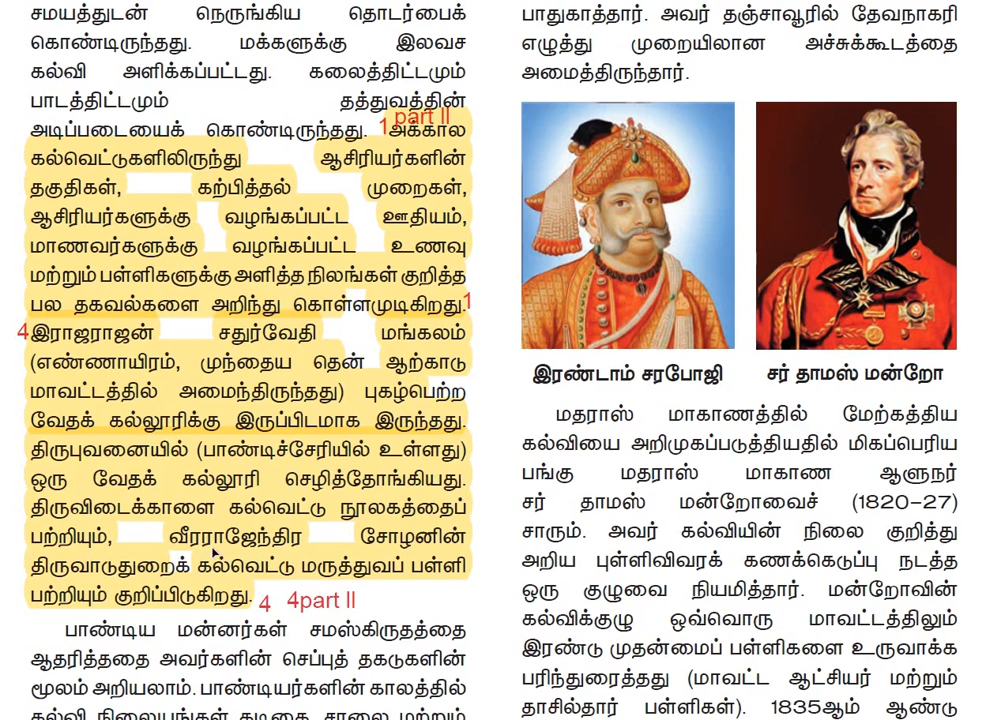 சமயத்துடன் நெருங்கிய தொடர்பைக்
கொண்டிருந்தது. மக்களுக்கு இலவச
கல்வி அளிக்கப்பட்டது. கலைத்திட்டமும்
பாடத்திட்டமும் தத்துவத்தின்
1 part II
அடிப்படையைக் கொண்டிருந்தது. அக்கால
கல்வெட்டுகளிலிருந்து ஆசிரியர்களின்
தகுதிகள், கற்பித்தல் முறைகள்,
ஆசிரியர்களுக்கு வழங்கப்பட்ட ஊதியம்,
மாணவர்களுக்கு வழங்கப்பட்ட உணவு
மற்றும் பள்ளிகளுக்கு அளித்த நிலங்கள் குறித்த
பல தகவல்களை அறிந்து கொள்ளமுடிகிறது. 1
4 இராஜராஜன் சதுர்வேதி மங்கலம்
(எண்ணாயிரம், முந்தைய தென் ஆற்காடு
மாவட்டத்தில் அமைந்திருந்தது) புகழ்பெற்ற
வேதக் கல்லூரிக்கு இருப்பிடமாக இருந்தது.
திருபுவனையில் (பாண்டிச்சேரியில் உள்ளது)
ஒரு வேதக் கல்லூரி செழித்தோங்கியது.
திருவிடைக்காளை கல்வெட்டு நூலகத்தைப்
பற்றியும், வீரராஜேந்திர சோழனின்
திருவாடுதுறைக் கல்வெட்டு மருத்துவப் பள்ளி
பற்றியும் குறிப்பிடுகிறது. 4 4part II
பாண்டிய மன்னர்கள் சமஸ்கிருதத்தை
ஆதரித்ததை அவர்களின் செப்புத் தகடுகளின்
மூலம் அறியலாம். பாண்டியர்களின் காலத்தில்
கல்வி நிலையங்கள் கடிகை, சாலை மற்றும்
பாதுகாத்தார். அவர் தஞ்சாவூரில் தேவநாகரி
எழுத்து முறையிலான அச்சுக்கூடத்தை
அமைத்திருந்தார்.
இரண்டாம் சரபோஜி
சர் தாமஸ் மன்றோ
மதராஸ் மாகாணத்தில் மேற்கத்திய
கல்வியை அறிமுகப்படுத்தியதில் மிகப்பெரிய
பங்கு மதராஸ் மாகாண ஆளுநர்
சர் தாமஸ் மன்றோவைச் (1820–27)
சாரும். அவர் கல்வியின் நிலை குறித்து
அறிய புள்ளிவிவரக் கணக்கெடுப்பு நடத்த
ஒரு குழுவை நியமித்தார். மன்றோவின்
கல்விக்குழு ஒவ்வொரு மாவட்டத்திலும்
இரண்டு முதன்மைப் பள்ளிகளை உருவாக்க
பரிந்துரைத்தது (மாவட்ட ஆட்சியர் மற்றும்
தாசில்தார் பள்ளிகள்). 1835ஆம் ஆண்டு